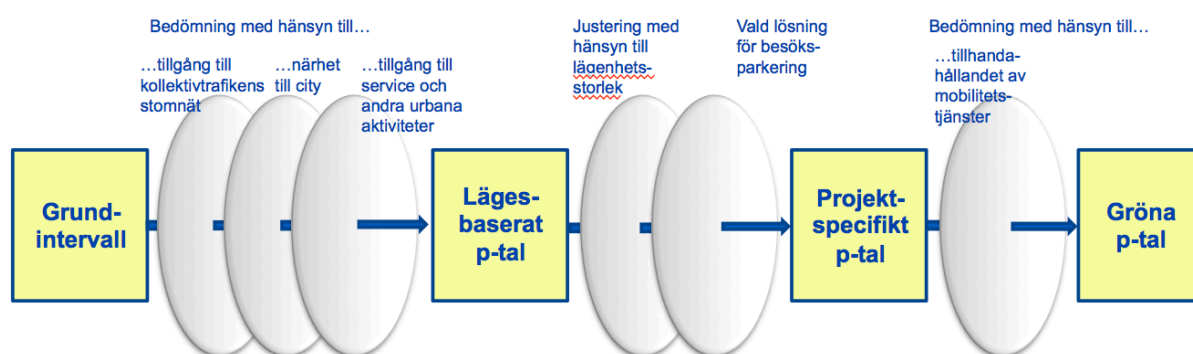 Bedömning med hänsyn till…
…tillgång till
kollektivtrafikens
stomnät
…närhet
till city
…tillgång till
service och
andra urbana
aktiviteter
Justering med
hänsyn till
lägenhets-
storlek
Vald lösning
för besöks-
parkering
Bedömning med hänsyn till…
…tillhanda-
hållandet av
mobilitets-
tjänster
Grund-
intervall
Läges-
baserat
p-tal
Projekt-
specifikt
p-tal
Gröna
p-tal